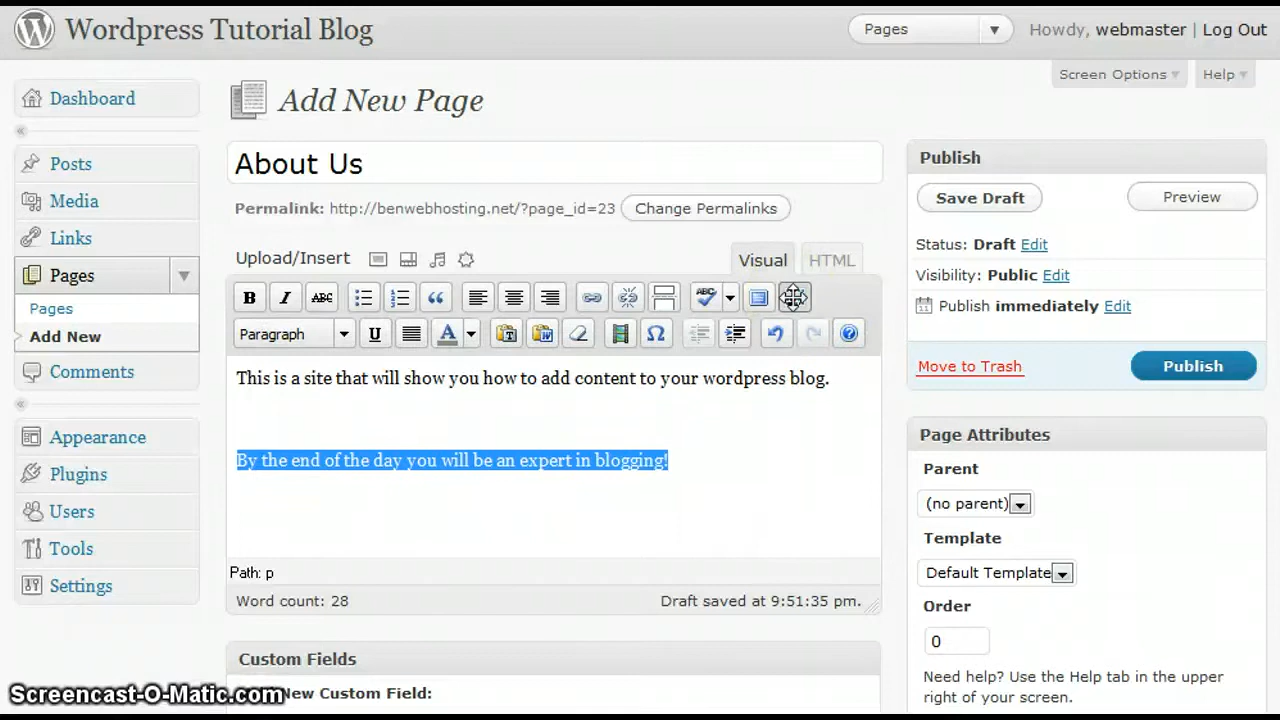 Wordpress Tutorial Blog
Pages
Howdy, webmaster | Log Out
Screen Options
Help
Dashboard
Posts
Media
Links
Pages
Pages
Add New
Comments
Appearance
Plugins
Users
Tools
Settings
Add New Page
About Us
Permalink: http://benwebhosting.net/?page_id=23 Change Permalinks
Upload/Insert
Visual
HTML
B I ABC
ABC
Paragraph
U
A
W
Ω
?
This is a site that will show you how to add content to your wordpress blog.
By the end of the day you will be an expert in blogging!
Path: p
Word count: 28
Draft saved at 9:51:35 pm.
Custom Fields
New Custom Field:
Publish
Save Draft
Preview
Status: Draft Edit
Visibility: Public Edit
Publish immediately Edit
Move to Trash
Publish
Page Attributes
Parent
(no parent)
Template
Default Template
Order
0
Need help? Use the Help tab in the upper
right of your screen.
Screencast-O-Matic.com